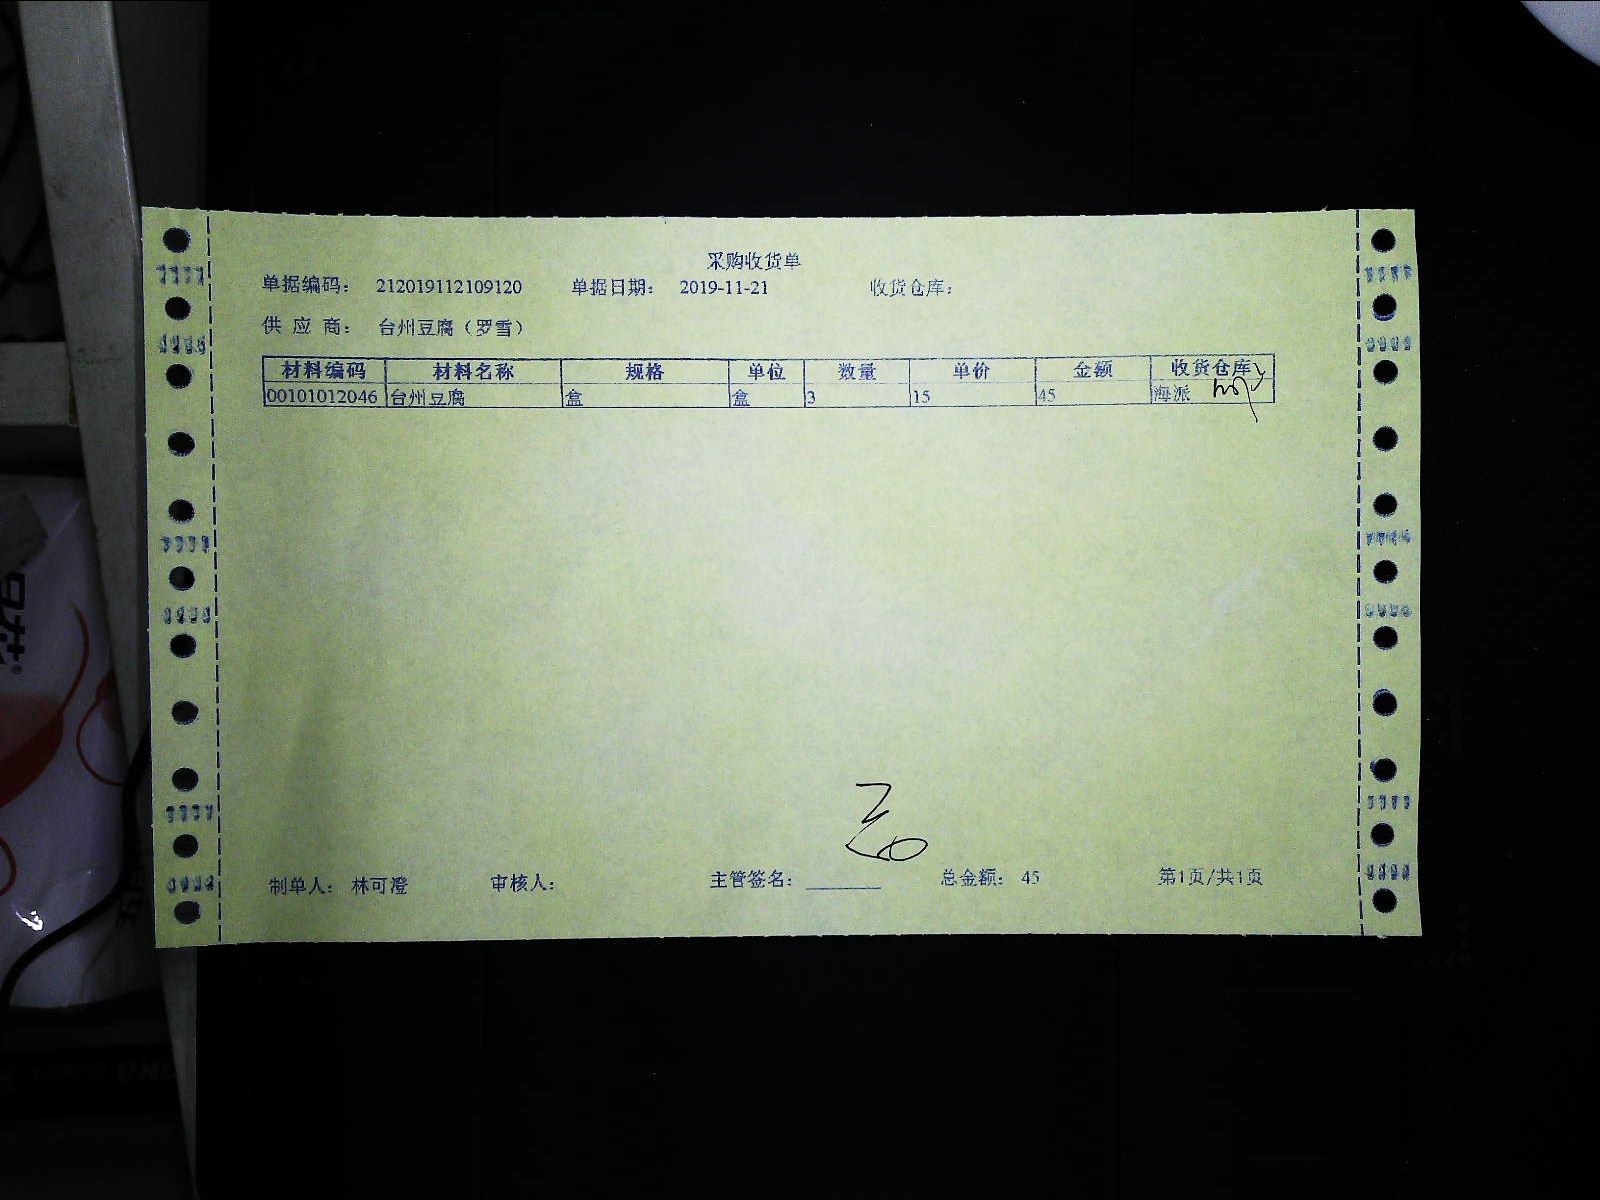 采购收货单
单据编码： 212019112109120 单据日期： 2019-11-21 收货仓库：
供 应 商： 台州豆腐（罗雪）
材料编码 材料名称 规格 单位 数量 单价 金额 收货仓库
00101012046 台州豆腐 盒 盒 3 15 45 海派
制单人： 林可澄 审核人： 主管签名： ________ 总金额： 45 第1页/共1页